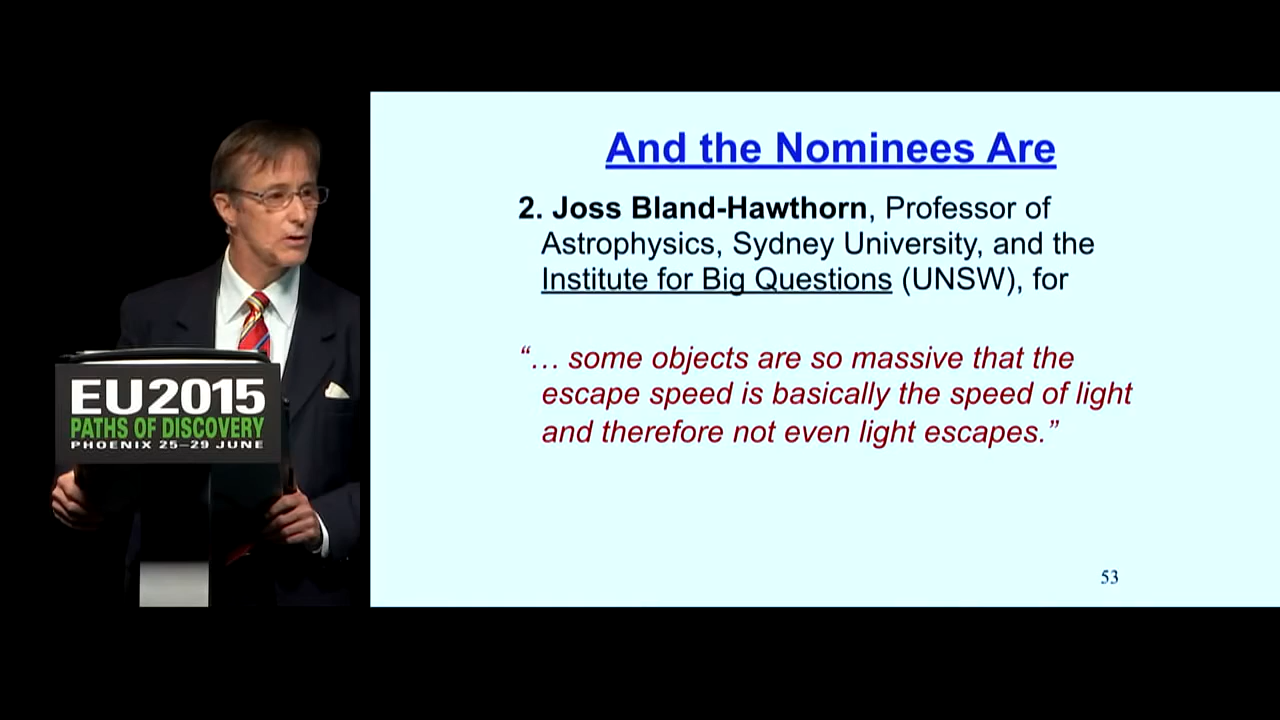 EU2015
PATHS OF DISCOVERY
PHOENIX 25–29 JUNE
And the Nominees Are
2. Joss Bland-Hawthorn, Professor of
Astrophysics, Sydney University, and the
Institute for Big Questions (UNSW), for
“… some objects are so massive that the
escape speed is basically the speed of light
and therefore not even light escapes.”
53